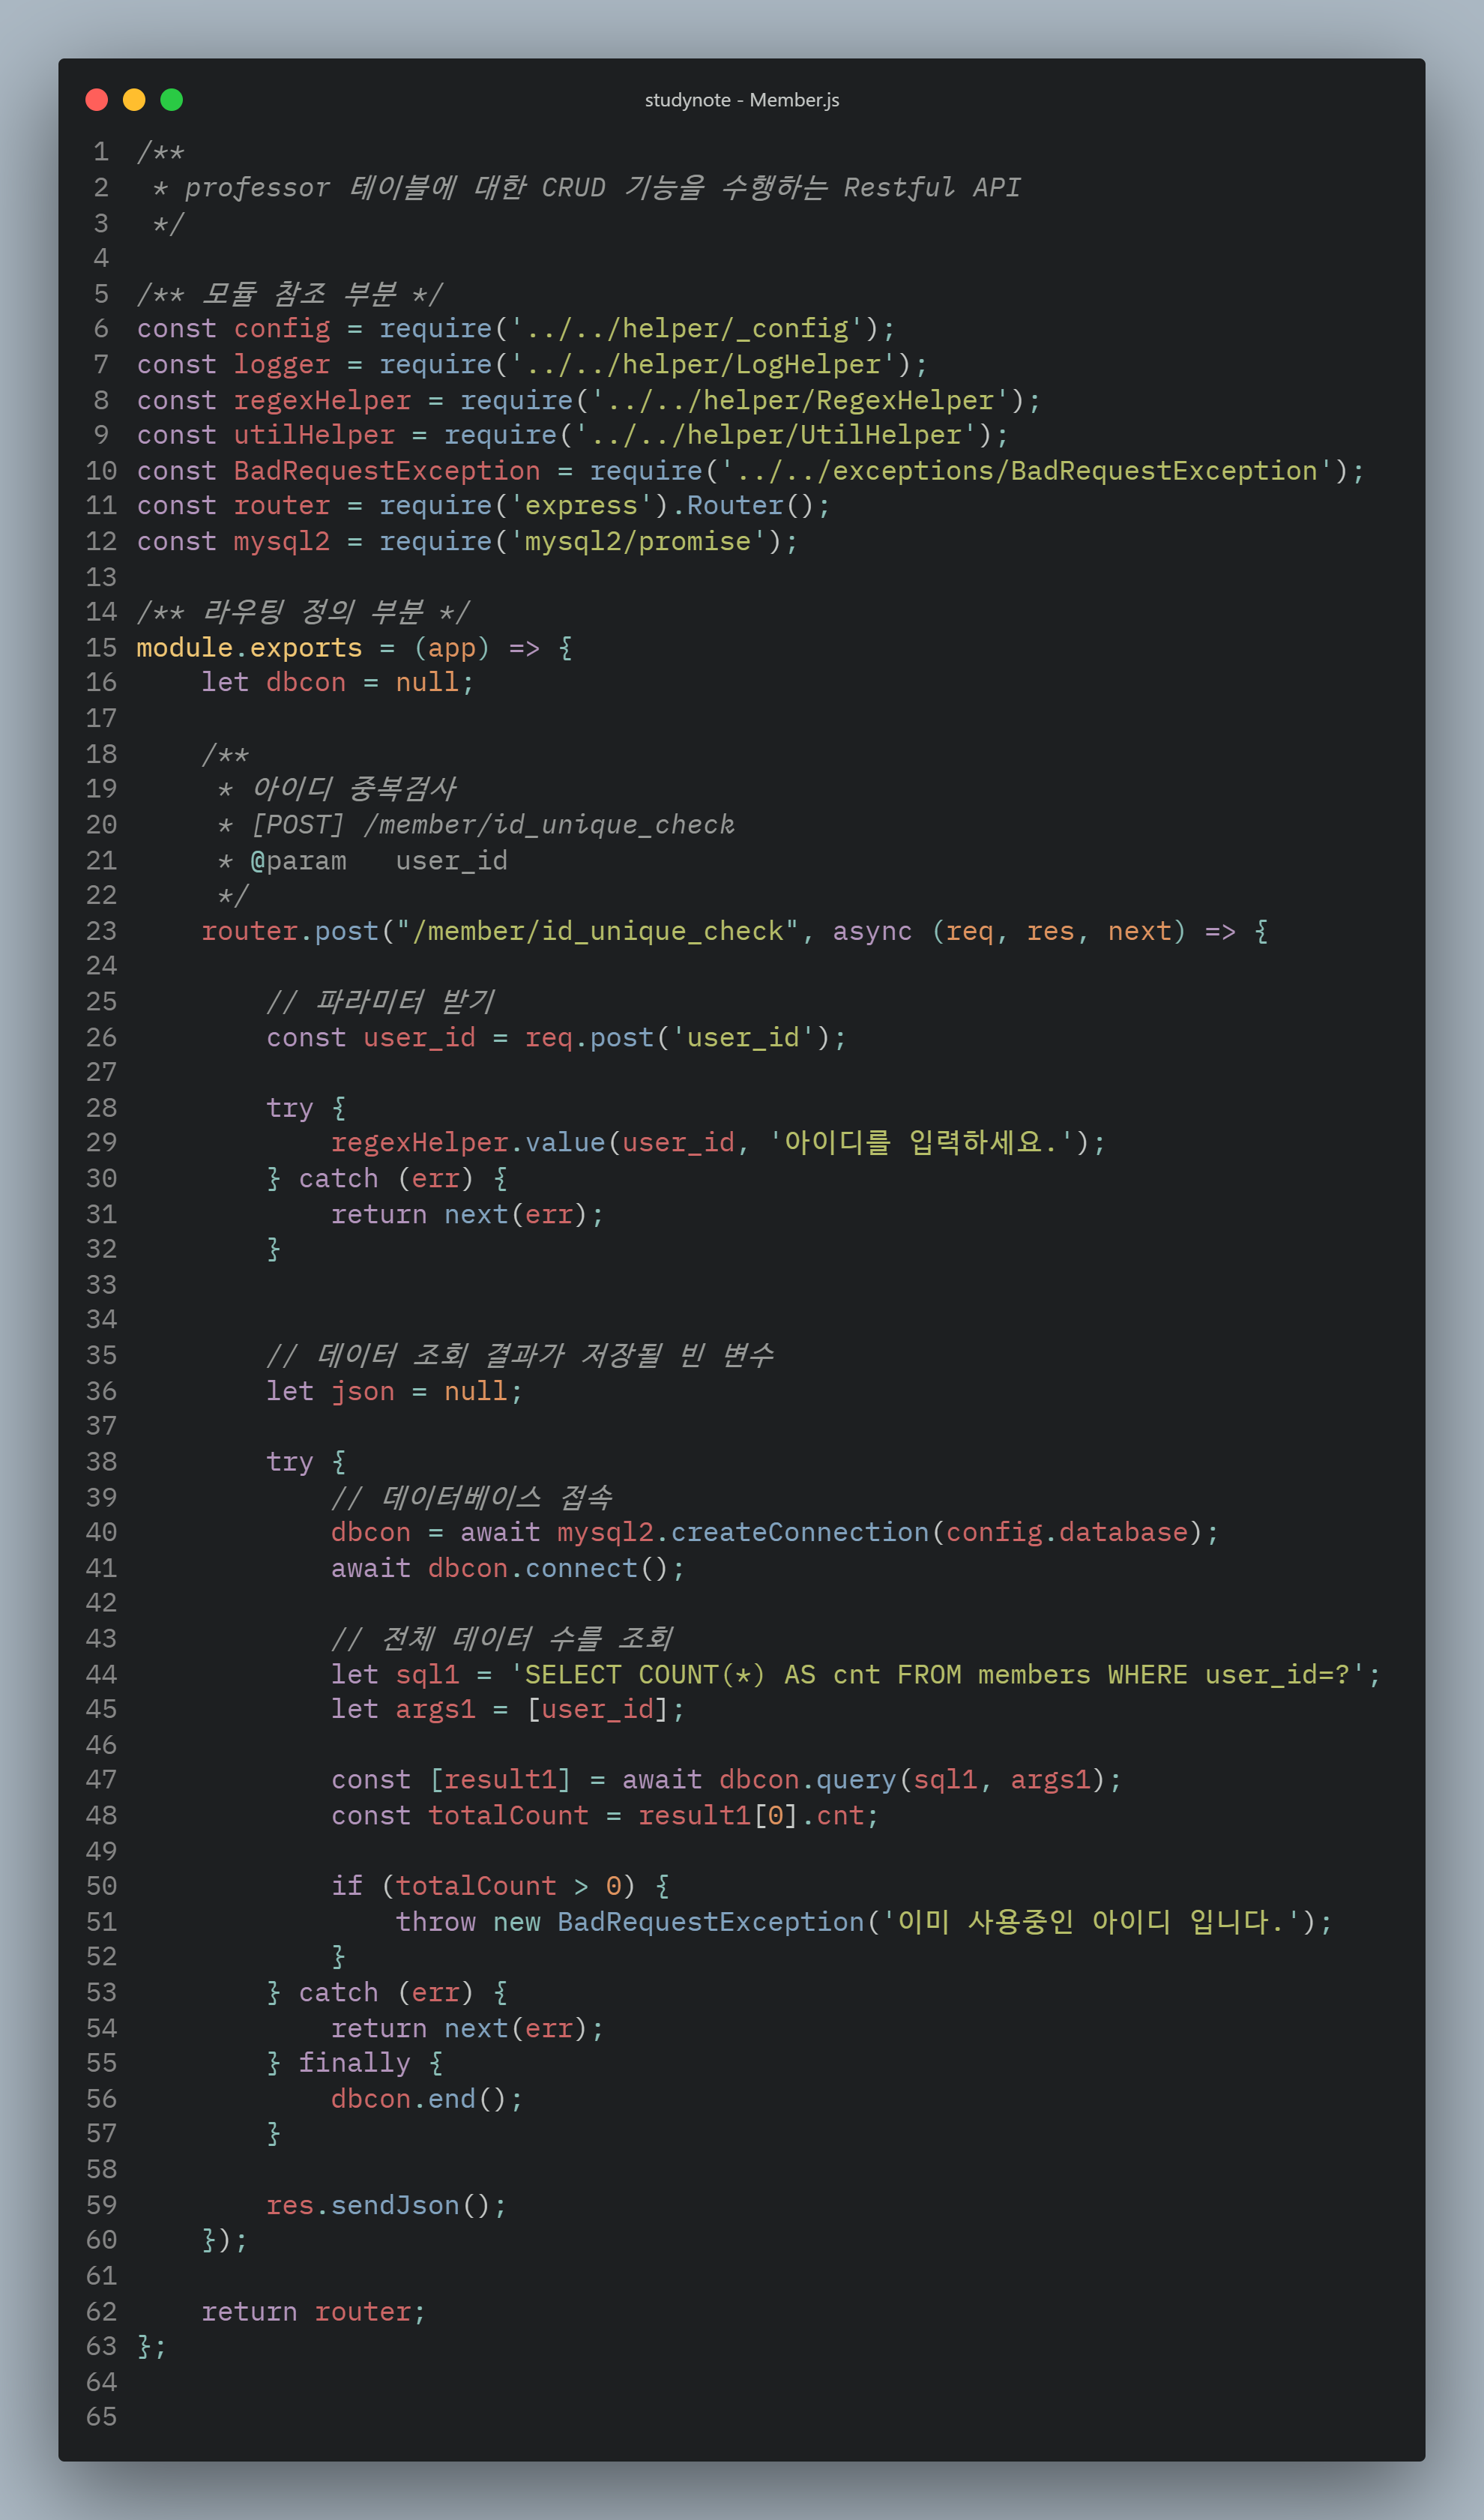 studynote - Member.js
1 /**
2  * professor 테이블에 대한 CRUD 기능을 수행하는 Restful API
3  */
4
5 /** 모듈 참조 부분 */
6 const config = require('../../helper/_config');
7 const logger = require('../../helper/LogHelper');
8 const regexHelper = require('../../helper/RegexHelper');
9 const utilHelper = require('../../helper/UtilHelper');
10 const BadRequestException = require('../../exceptions/BadRequestException');
11 const router = require('express').Router();
12 const mysql2 = require('mysql2/promise');
13
14 /** 라우팅 정의 부분 */
15 module.exports = (app) => {
16     let dbcon = null;
17
18     /**
19      * 아이디 중복검사
20      * [POST] /member/id_unique_check
21      * @param   user_id
22      */
23     router.post("/member/id_unique_check", async (req, res, next) => {
24
25         // 파라미터 받기
26         const user_id = req.post('user_id');
27
28         try {
29             regexHelper.value(user_id, '아이디를 입력하세요.');
30         } catch (err) {
31             return next(err);
32         }
33
34
35         // 데이터 조회 결과가 저장될 빈 변수
36         let json = null;
37
38         try {
39             // 데이터베이스 접속
40             dbcon = await mysql2.createConnection(config.database);
41             await dbcon.connect();
42
43             // 전체 데이터 수를 조회
44             let sql1 = 'SELECT COUNT(*) AS cnt FROM members WHERE user_id=?';
45             let args1 = [user_id];
46
47             const [result1] = await dbcon.query(sql1, args1);
48             const totalCount = result1[0].cnt;
49
50             if (totalCount > 0) {
51                 throw new BadRequestException('이미 사용중인 아이디 입니다.');
52             }
53         } catch (err) {
54             return next(err);
55         } finally {
56             dbcon.end();
57         }
58
59         res.sendJson();
60     });
61
62     return router;
63 };
64
65